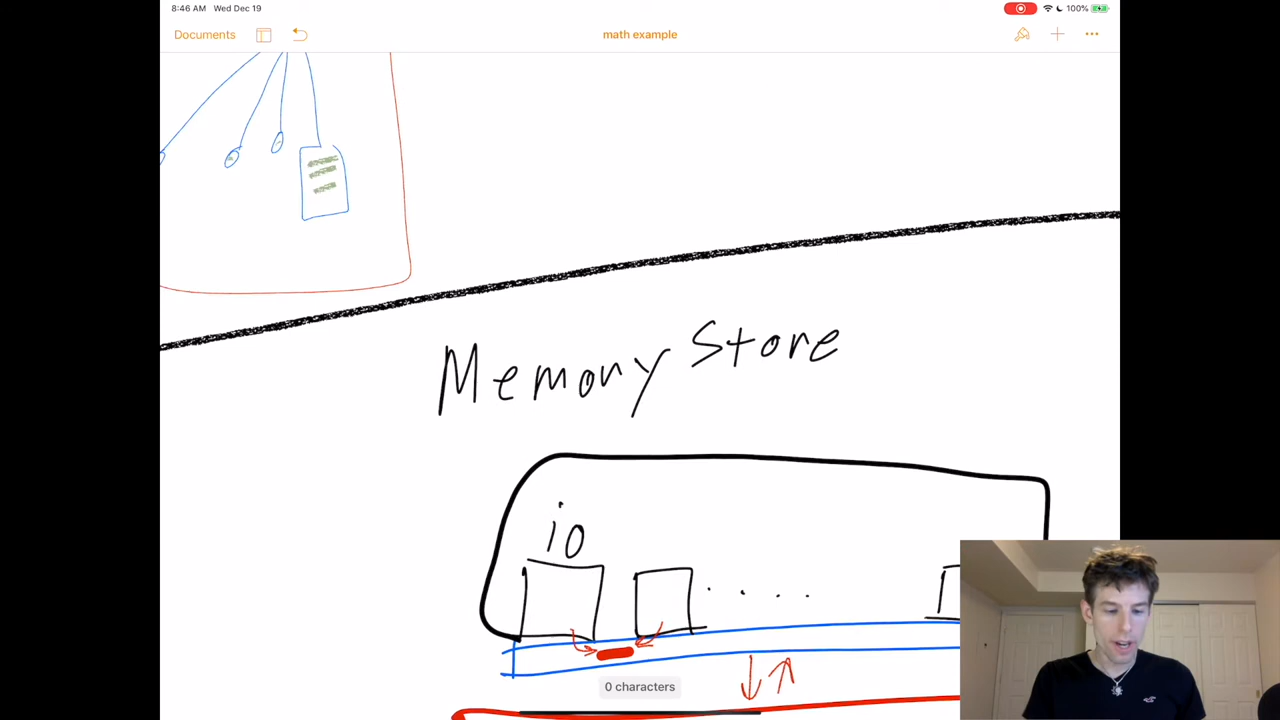 8:46 AM Wed Dec 19
100%
Documents
math example
Memory Store
io
0 characters